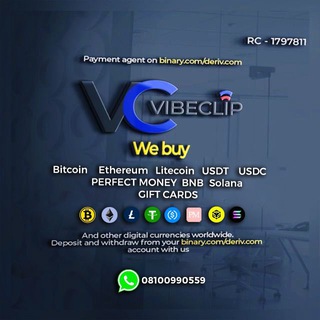 RC - 1797811
Payment agent on binary.com/deriv.com
VC VIBECLIP
We buy
Bitcoin Ethereum Litecoin USDT USDC
PERFECT MONEY BNB Solana
GIFT CARDS
And other digital currencies worldwide.
Deposit and withdraw from your binary.com/deriv.com
account with us
08100990559